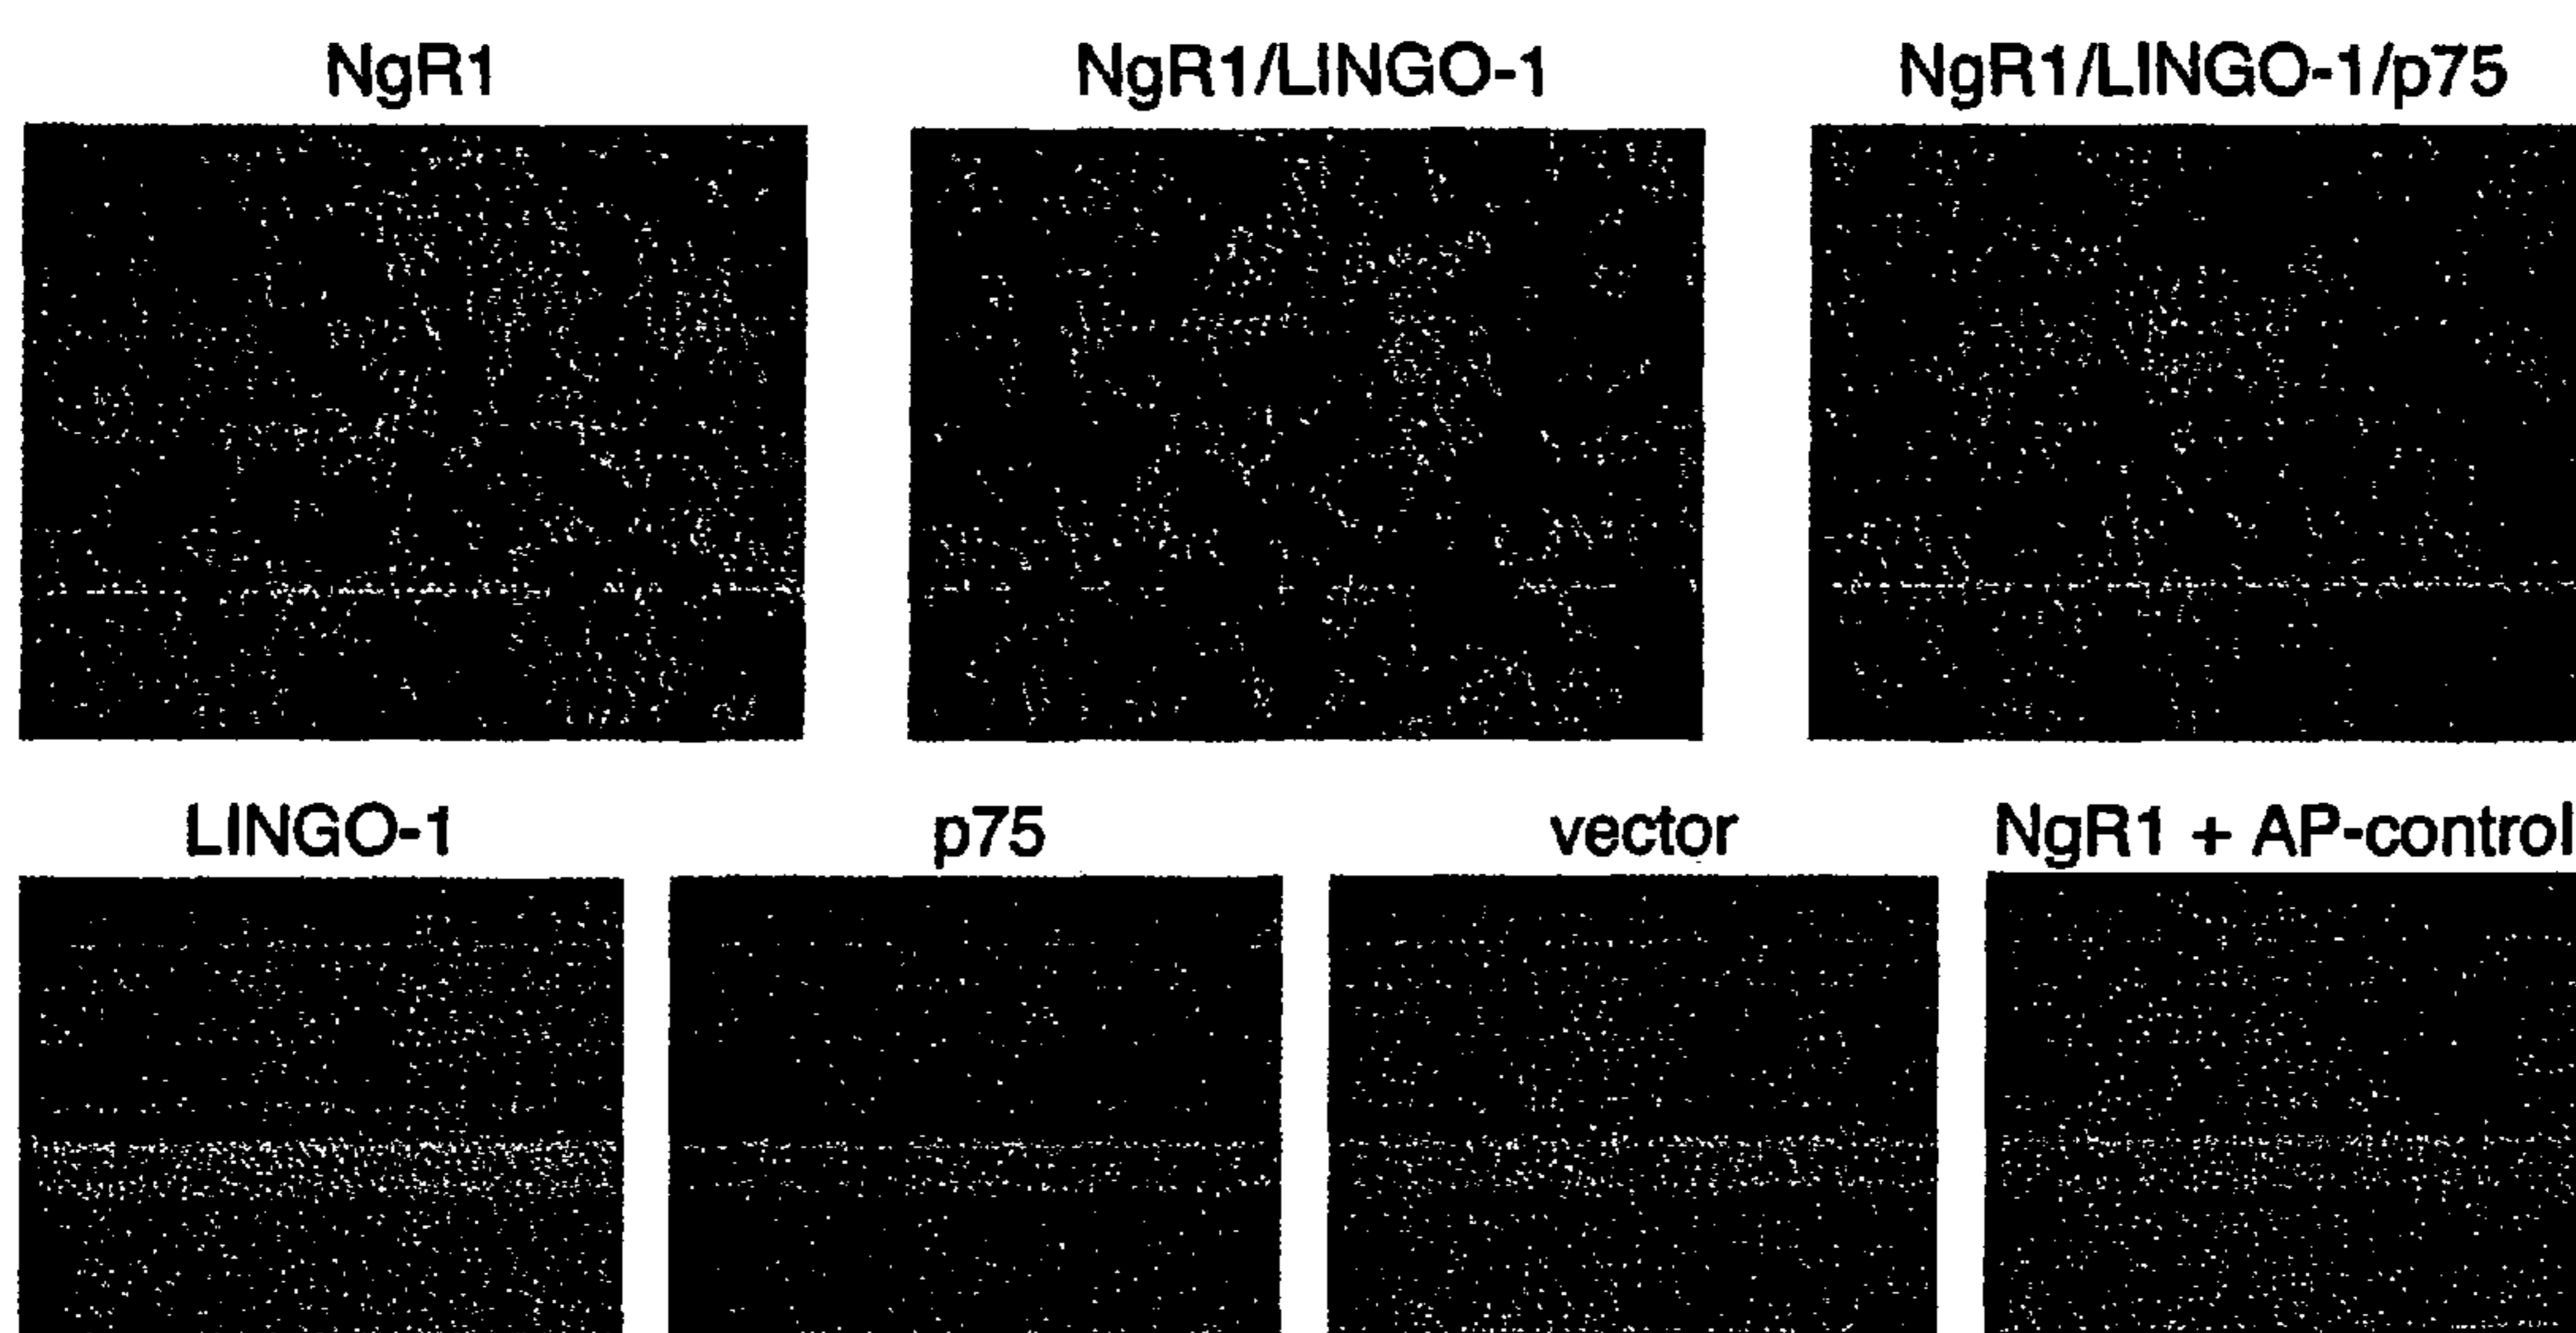 NgR1 NgR1/LINGO-1 NgR1/LINGO-1/p75
LINGO-1 p75 vector NgR1 + AP-control